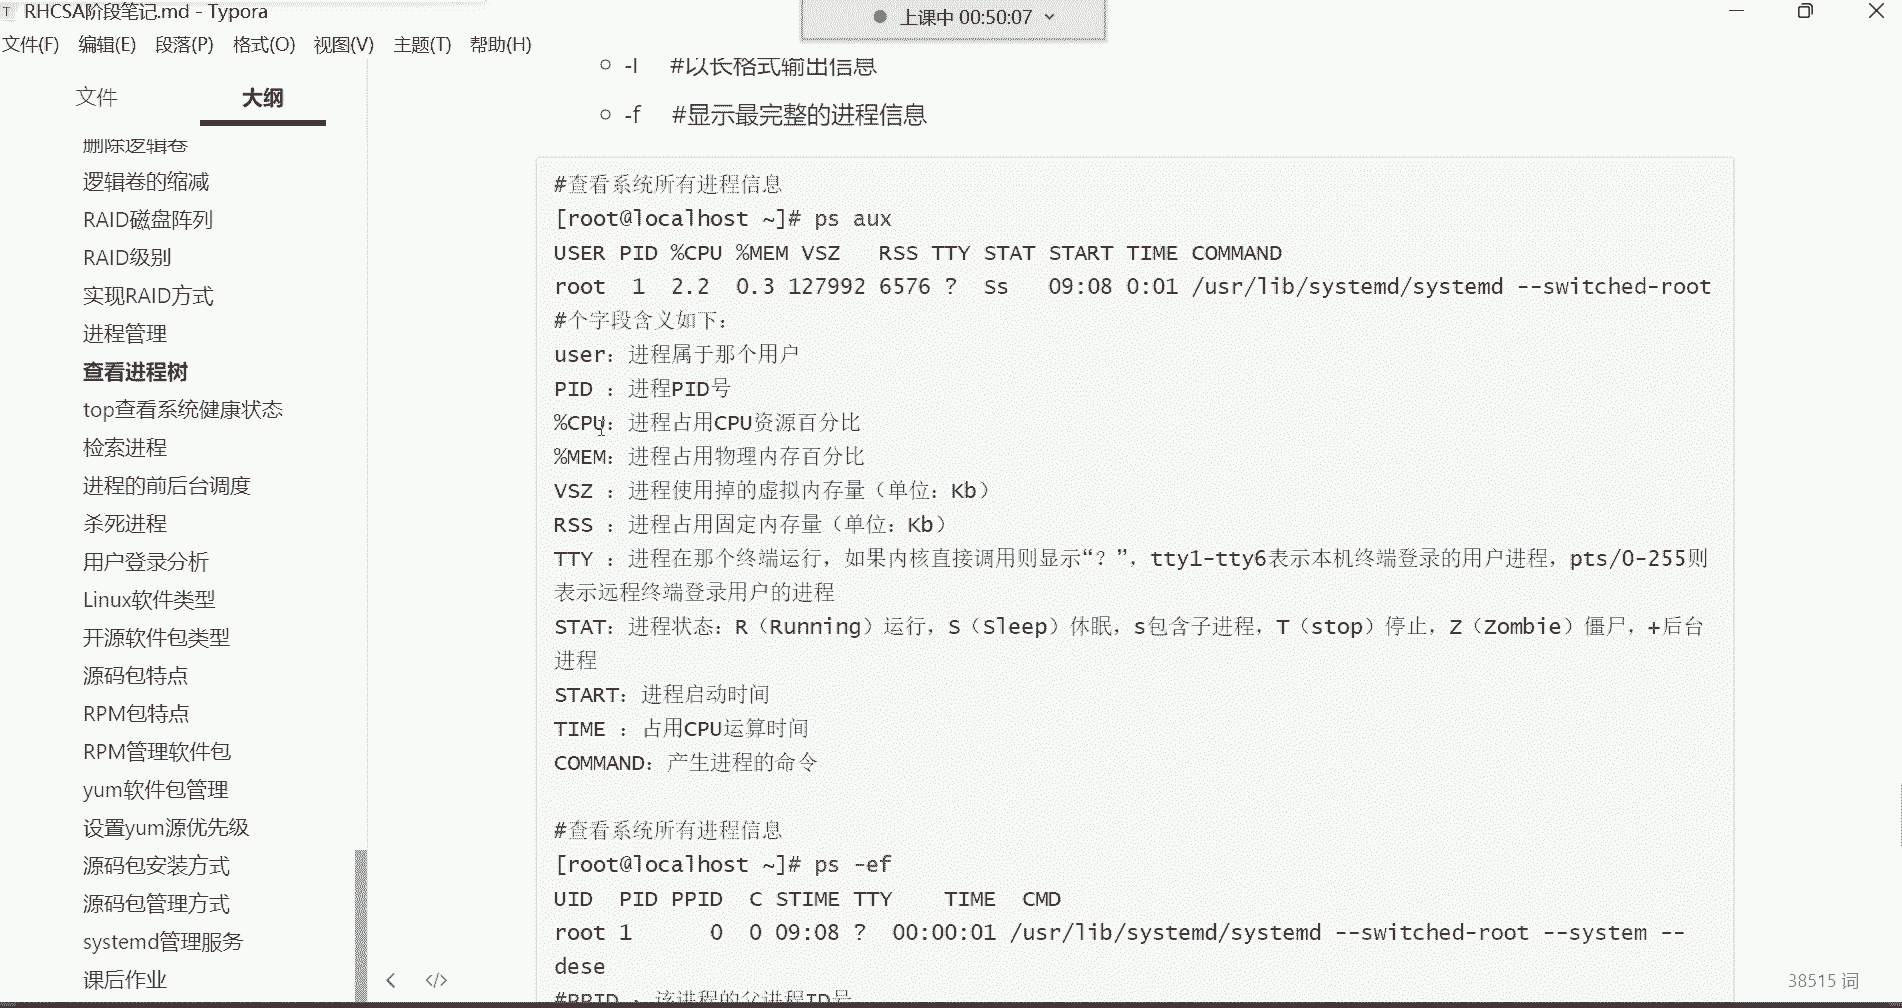 RHCSA阶段笔记.md - Typora
上课中 00:50:07
文件(F) 编辑(E) 段落(P) 格式(O) 视图(V) 主题(T) 帮助(H)
文件 大纲
删除逻辑卷
逻辑卷的缩减
RAID磁盘阵列
RAID级别
实现RAID方式
进程管理
查看进程树
top查看系统健康状态
检索进程
进程的前后台调度
杀死进程
用户登录分析
Linux软件类型
开源软件包类型
源码包特点
RPM包特点
RPM管理软件包
yum软件包管理
设置yum源优先级
源码包安装方式
源码包管理方式
systemd管理服务
课后作业
-l #以长格式输出信息
-f #显示最完整的进程信息
#查看系统所有进程信息
[root@localhost ~]# ps aux
USER PID %CPU %MEM VSZ RSS TTY STAT START TIME COMMAND
root 1 2.2 0.3 127992 6576 ? Ss 09:08 0:01 /usr/lib/systemd/systemd --switched-root
#个字段含义如下：
user：进程属于那个用户
PID ：进程PID号
%CPU：进程占用CPU资源百分比
%MEM：进程占用物理内存百分比
VSZ ：进程使用掉的虚拟内存量（单位：Kb）
RSS ：进程占用固定内存量（单位：Kb）
TTY ：进程在那个终端运行，如果内核直接调用则显示“？”，tty1-tty6表示本机终端登录的用户进程，pts/0-255则
表示远程终端登录用户的进程
STAT：进程状态：R（Running）运行，S（Sleep）休眠，s包含子进程，T（stop）停止，Z（Zombie）僵尸，+后台
进程
START：进程启动时间
TIME ：占用CPU运算时间
COMMAND：产生进程的命令
#查看系统所有进程信息
[root@localhost ~]# ps -ef
UID PID PPID C STIME TTY TIME CMD
root 1 0 0 09:08 ? 00:00:01 /usr/lib/systemd/systemd --switched-root --system --
dese
#PPID ：该进程的父进程ID号
38515 词